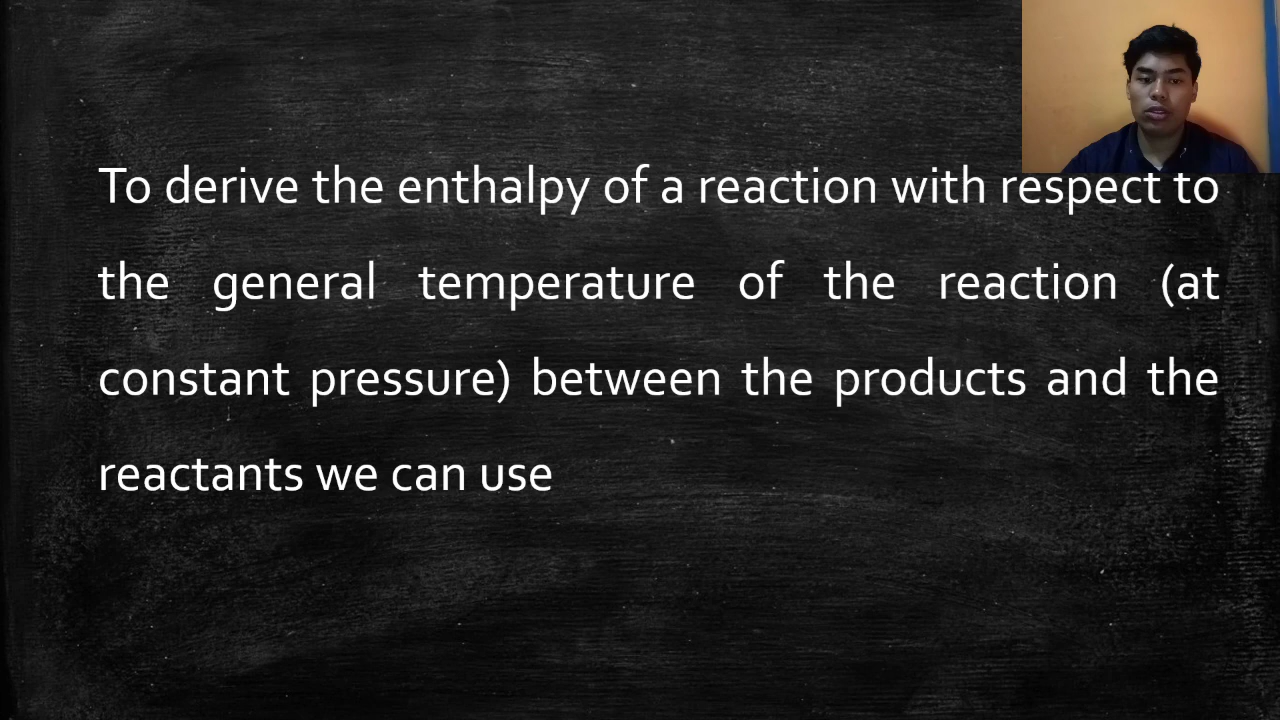 To derive the enthalpy of a reaction with respect to
the general temperature of the reaction (at
constant pressure) between the products and the
reactants we can use